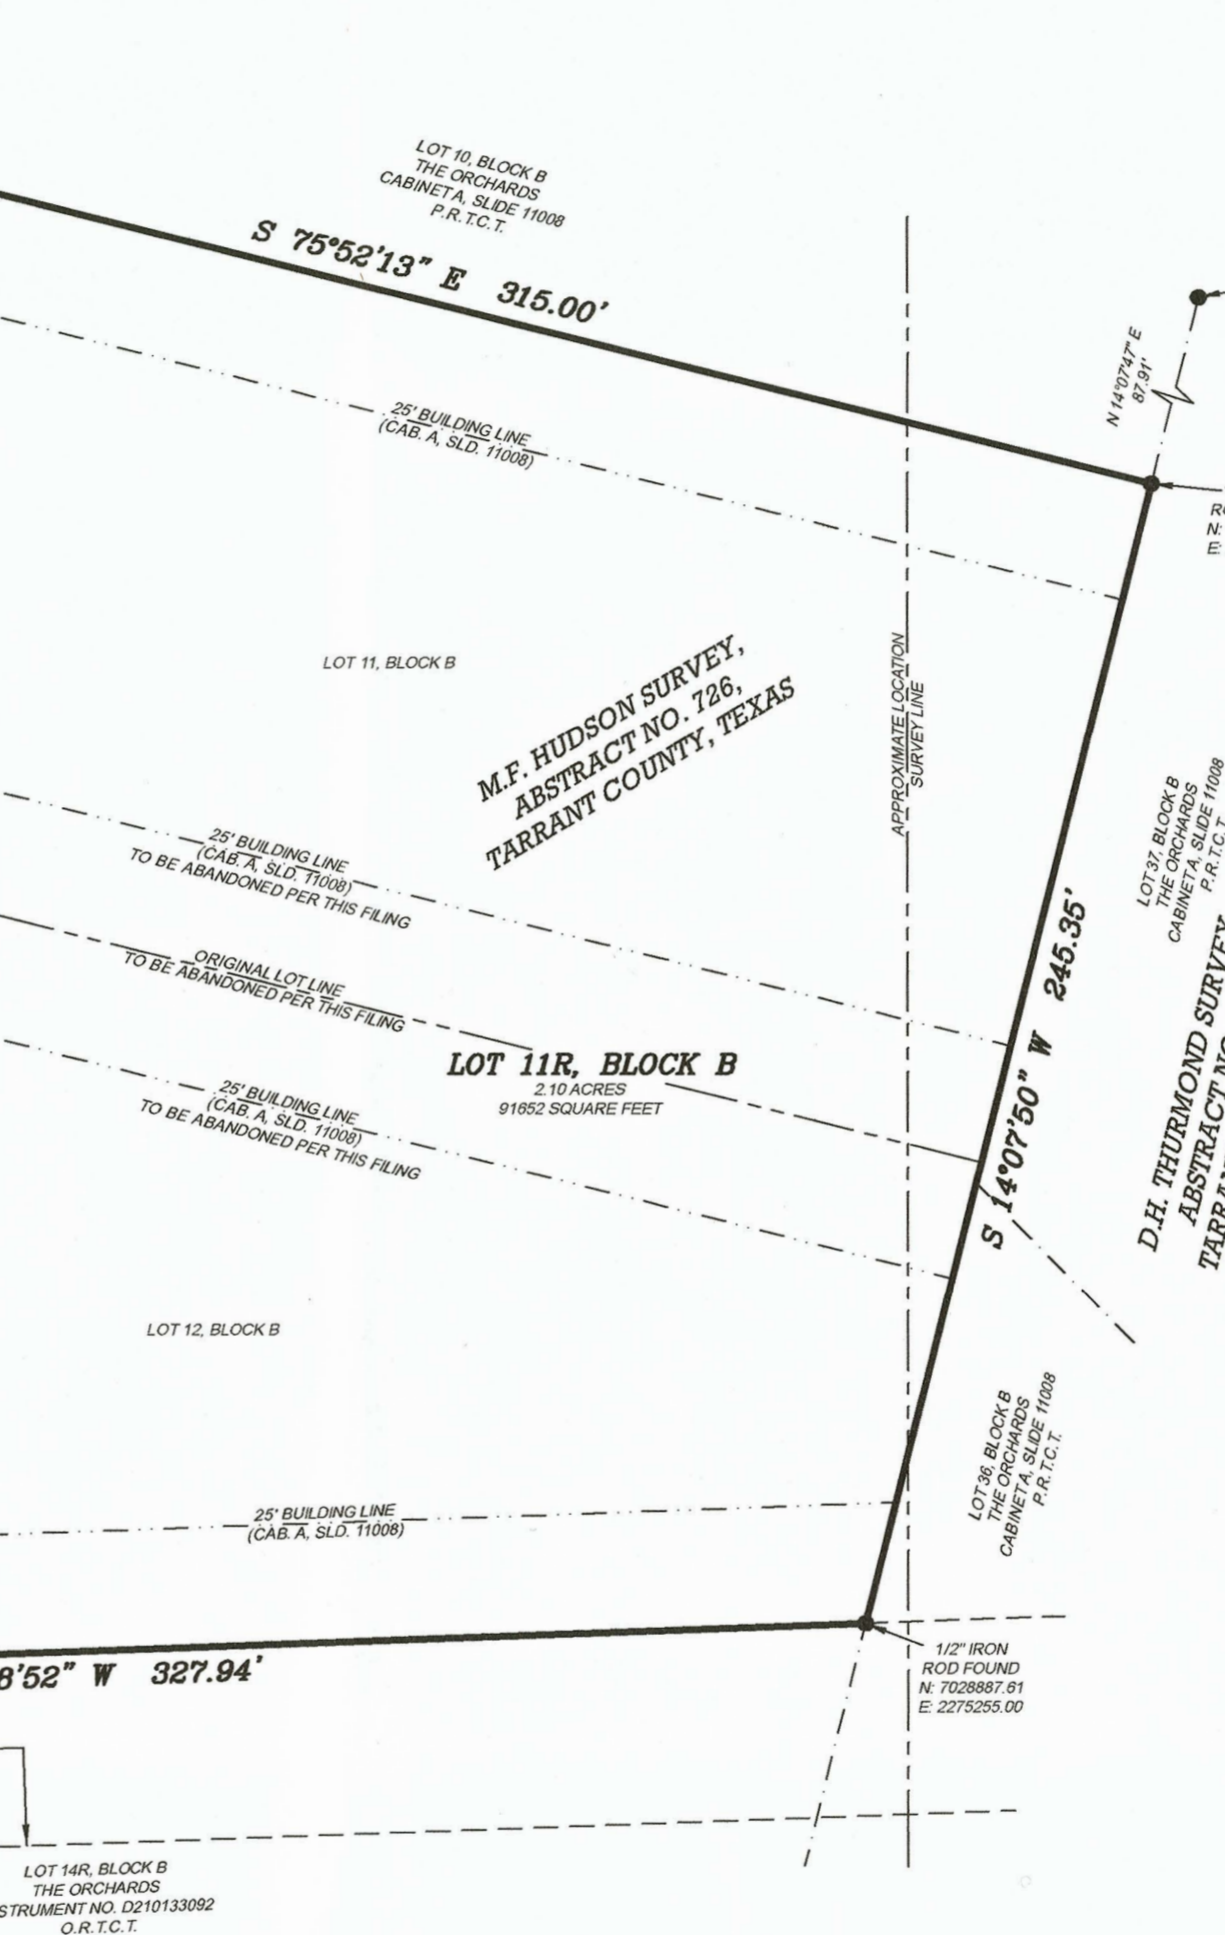 LOT 10, BLOCK B
THE ORCHARDS
CABINET A, SLIDE 11008
P.R.T.C.T.
S 75°52'13" E 315.00'
N 14°07'47" E
87.91'
25' BUILDING LINE
(CAB. A, SLD. 11008)
N:
E:
LOT 11, BLOCK B
M.F. HUDSON SURVEY,
ABSTRACT NO. 726,
TARRANT COUNTY, TEXAS
APPROXIMATE LOCATION
SURVEY LINE
LOT 37, BLOCK B
THE ORCHARDS
CABINET A, SLIDE 11008
P.R.T.C.T.
25' BUILDING LINE
(CAB. A, SLD. 11008)
TO BE ABANDONED PER THIS FILING
S 14°07'50" W 245.35'
ORIGINAL LOT LINE
TO BE ABANDONED PER THIS FILING
D.H. THURMOND SURVEY
ABSTRACT NO
LOT 11R, BLOCK B
2.10 ACRES
91652 SQUARE FEET
25' BUILDING LINE
(CAB. A, SLD. 11008)
TO BE ABANDONED PER THIS FILING
LOT 12, BLOCK B
LOT 36, BLOCK B
THE ORCHARDS
CABINET A, SLIDE 11008
P.R.T.C.T.
25' BUILDING LINE
(CAB. A, SLD. 11008)
8'52" W 327.94'
1/2" IRON
ROD FOUND
N: 7028887.61
E: 2275255.00
LOT 14R, BLOCK B
THE ORCHARDS
STRUMENT NO. D210133092
O.R.T.C.T.